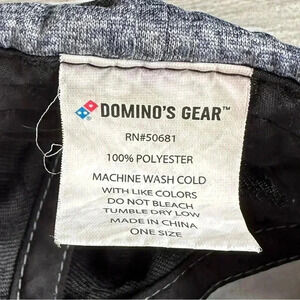 DOMINO'S GEAR™
RN#50681
100% POLYESTER
MACHINE WASH COLD
WITH LIKE COLORS
DO NOT BLEACH
TUMBLE DRY LOW
MADE IN CHINA
ONE SIZE